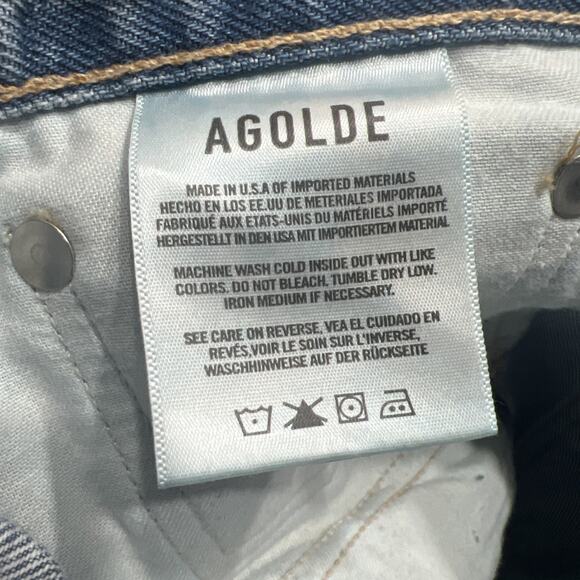 AGOLDE
MADE IN U.S.A OF IMPORTED MATERIALS
HECHO EN LOS EE.UU DE METERIALES IMPORTADA
FABRIQUÉ AUX ETATS-UNIS DU MATÉRIELS IMPORTÉ
HERGESTELLT IN DEN USA MIT IMPORTIERTEM MATERIAL
MACHINE WASH COLD INSIDE OUT WITH LIKE
COLORS. DO NOT BLEACH, TUMBLE DRY LOW.
IRON MEDIUM IF NECESSARY.
SEE CARE ON REVERSE, VEA EL CUIDADO EN
REVÉS,VOIR LE SOIN SUR L'INVERSE,
WASCHHINWEISE AUF DER RÜCKSEITE